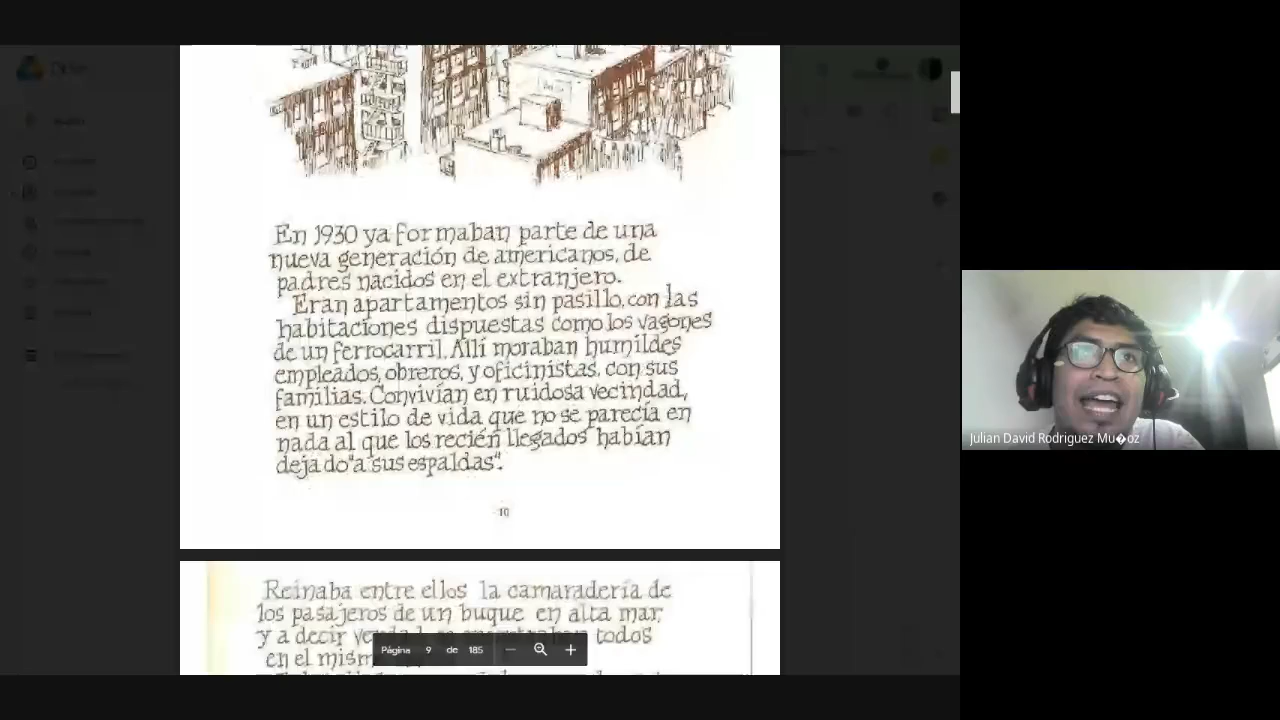 En 1930 ya formaban parte de una
nueva generación de americanos, de
padres nacidos en el extranjero.
Eran apartamentos sin pasillo, con las
habitaciones dispuestas como los vagones
de un ferrocarril. Allí moraban humildes
empleados, obreros, y oficinistas, con sus
familias. Convivían en ruidosa vecindad,
en un estilo de vida que no se parecía en
nada al que los recién llegados habían
dejado "a sus espaldas".
10
Reinaba entre ellos la camaradería de
los pasajeros de un buque en alta mar,
y a decir todos
en el
Página 9 de 185
Julian David Rodriguez Mu�oz